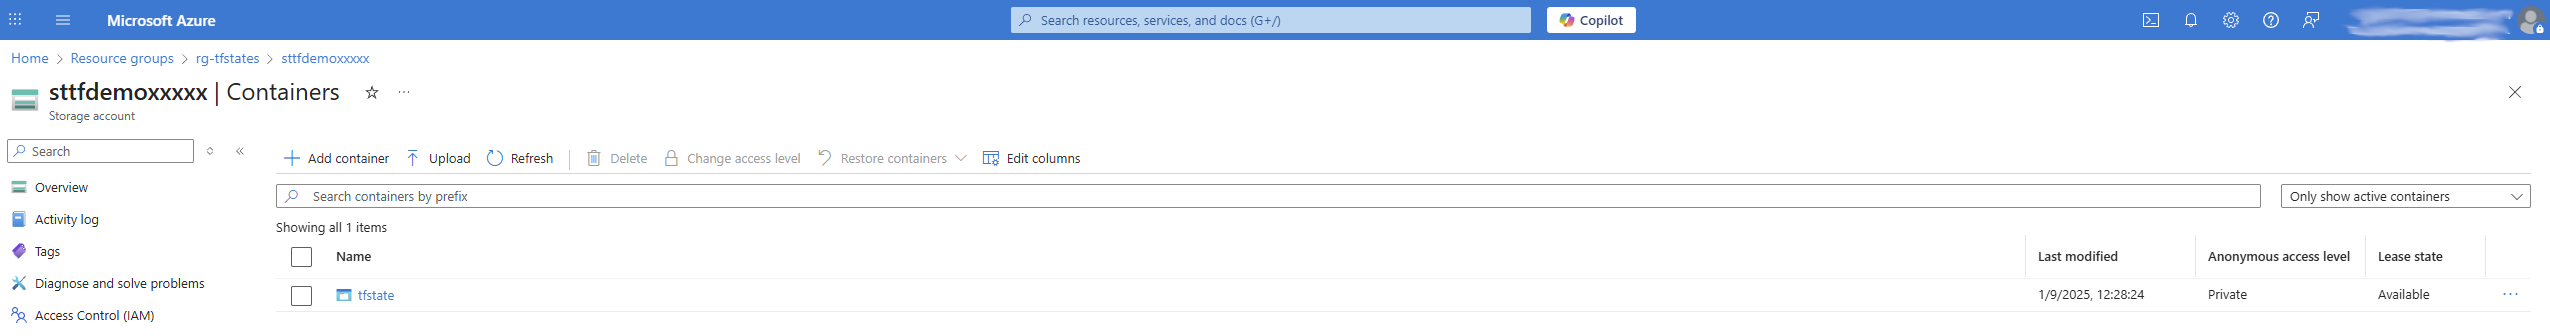 Microsoft Azure
Search resources, services, and docs (G+/)
Copilot
Home > Resource groups > rg-tfstates > sttfdemoxxxxx
sttfdemoxxxxx | Containers
Storage account
Search
Add container
Upload
Refresh
Delete
Change access level
Restore containers
Edit columns
Overview
Activity log
Tags
Diagnose and solve problems
Access Control (IAM)
Search containers by prefix
Only show active containers
Showing all 1 items
Name Last modified Anonymous access level Lease state
tfstate 1/9/2025, 12:28:24 Private Available